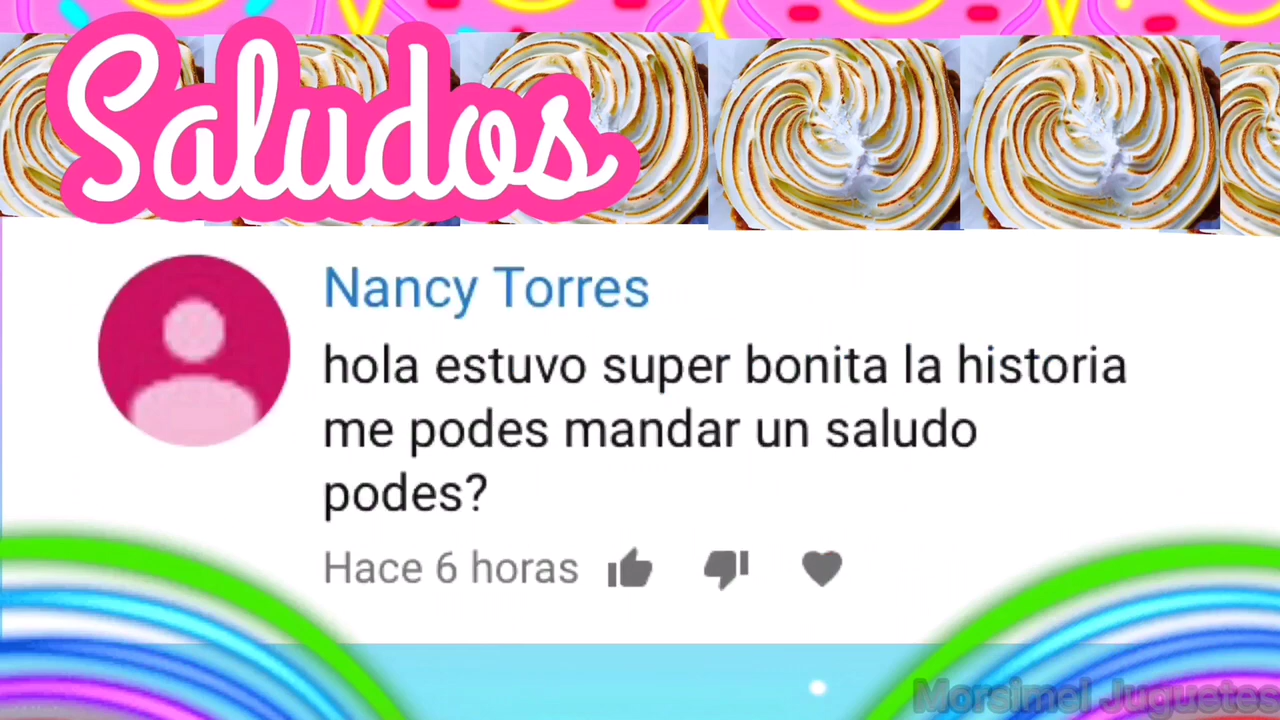 Saludos
Nancy Torres
hola estuvo super bonita la historia
me podes mandar un saludo
podes?
Hace 6 horas
Morsimel Juguetes